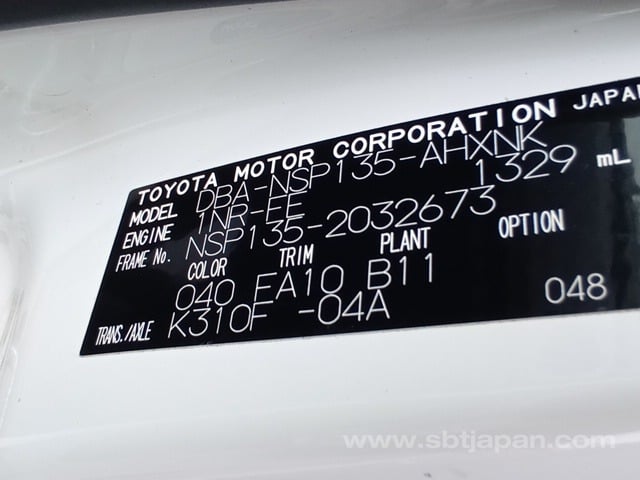 TOYOTA MOTOR CORPORATION JAPAN
MODEL DBA-NSP135-AHXNK
ENGINE 1NR-FE 1329 mL
FRAME No. NSP135-2032673
COLOR TRIM PLANT OPTION
040 FA10 B11
TRANS./AXLE K310F -04A 048
www.sbtjapan.com